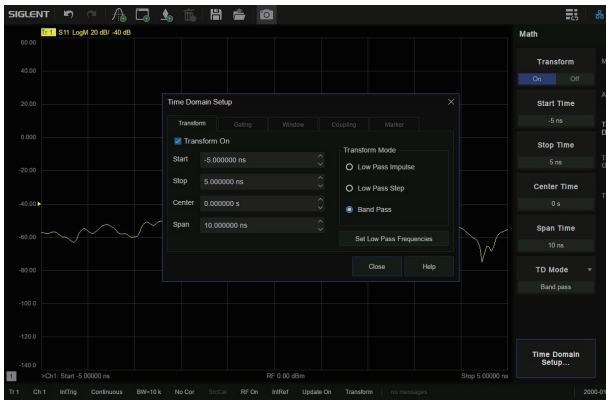 SIGLENT
Tr 1 S11 LogM 20 dB/ -40 dB
60.00
40.00
20.00
0.000
-20.00
-40.00
-60.00
-80.00
-100.0
-120.0
-140.0
Time Domain Setup
Transform Gating Window Coupling Marker
Transform On
Start -5.000000 ns
Stop 5.000000 ns
Center 0.000000 s
Span 10.000000 ns
Transform Mode
Low Pass Impulse
Low Pass Step
Band Pass
Set Low Pass Frequencies
Close Help
Math
Transform
On Off
Start Time
-5 ns
Stop Time
5 ns
Center Time
0 s
Span Time
10 ns
TD Mode
Band pass
Time Domain
Setup...
1 >Ch1: Start -5.00000 ns RF 0.00 dBm Stop 5.00000 ns
Tr 1 Ch 1 IntTrig Continuous BW=10 k No Cor SrcCal RF On IntRef Update On Transform no messages 2000-01